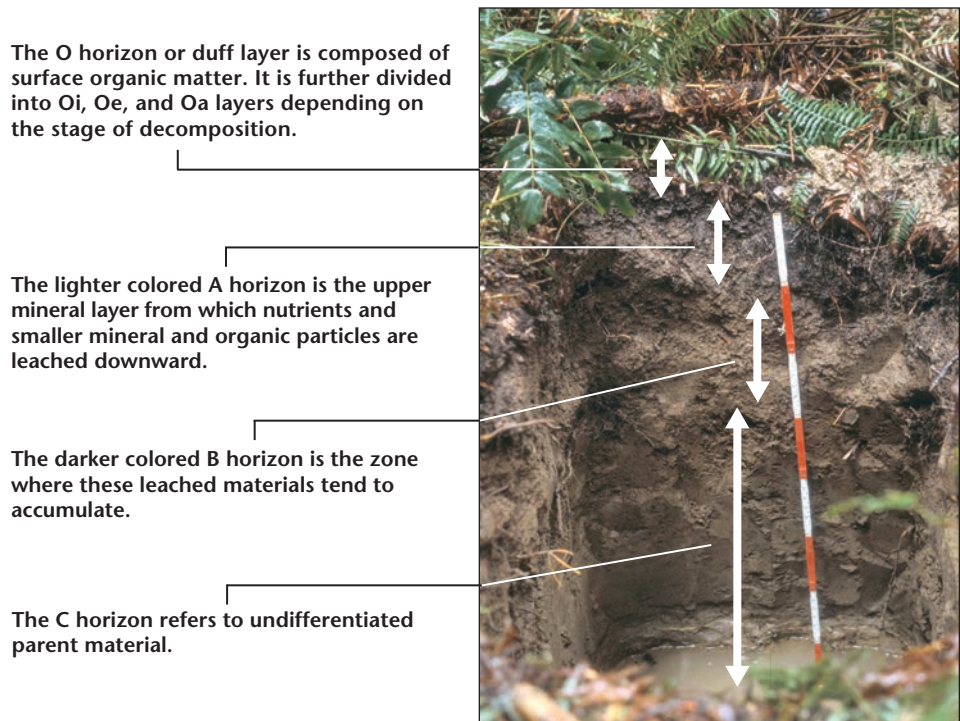 The O horizon or duff layer is composed of
surface organic matter. It is further divided
into Oi, Oe, and Oa layers depending on
the stage of decomposition.
The lighter colored A horizon is the upper
mineral layer from which nutrients and
smaller mineral and organic particles are
leached downward.
The darker colored B horizon is the zone
where these leached materials tend to
accumulate.
The C horizon refers to undifferentiated
parent material.